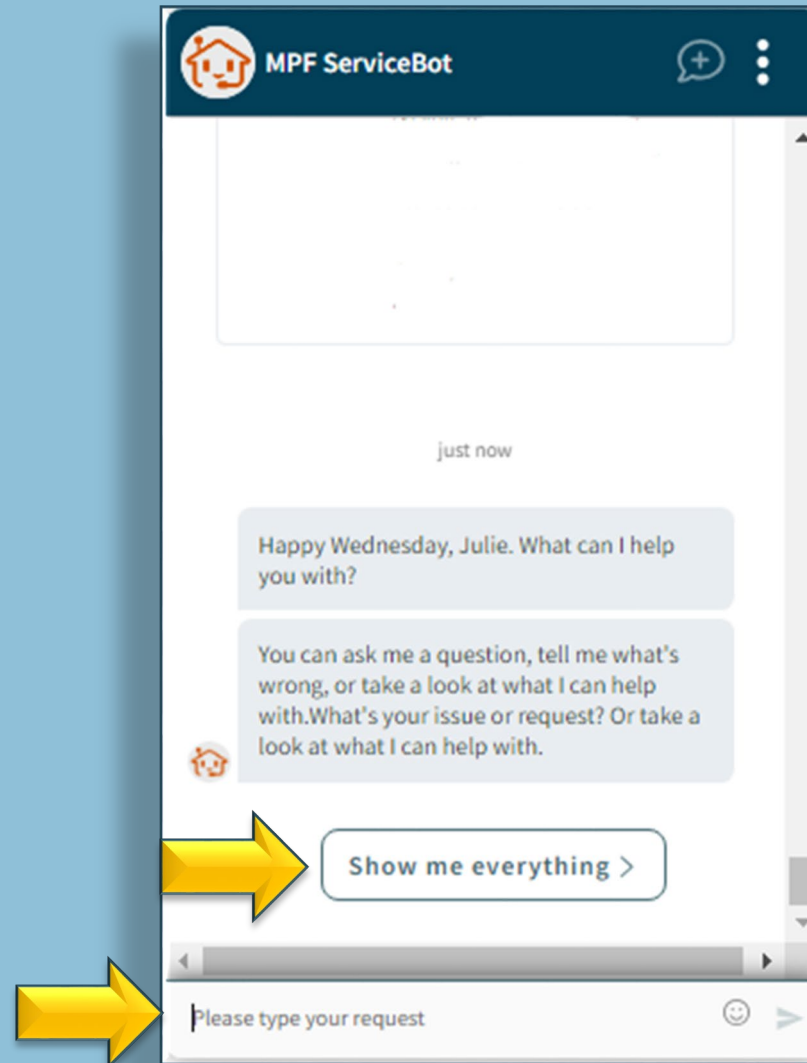 MPF ServiceBot
just now
Happy Wednesday, Julie. What can I help
you with?
You can ask me a question, tell me what's
wrong, or take a look at what I can help
with.What's your issue or request? Or take a
look at what I can help with.
Show me everything >
Please type your request